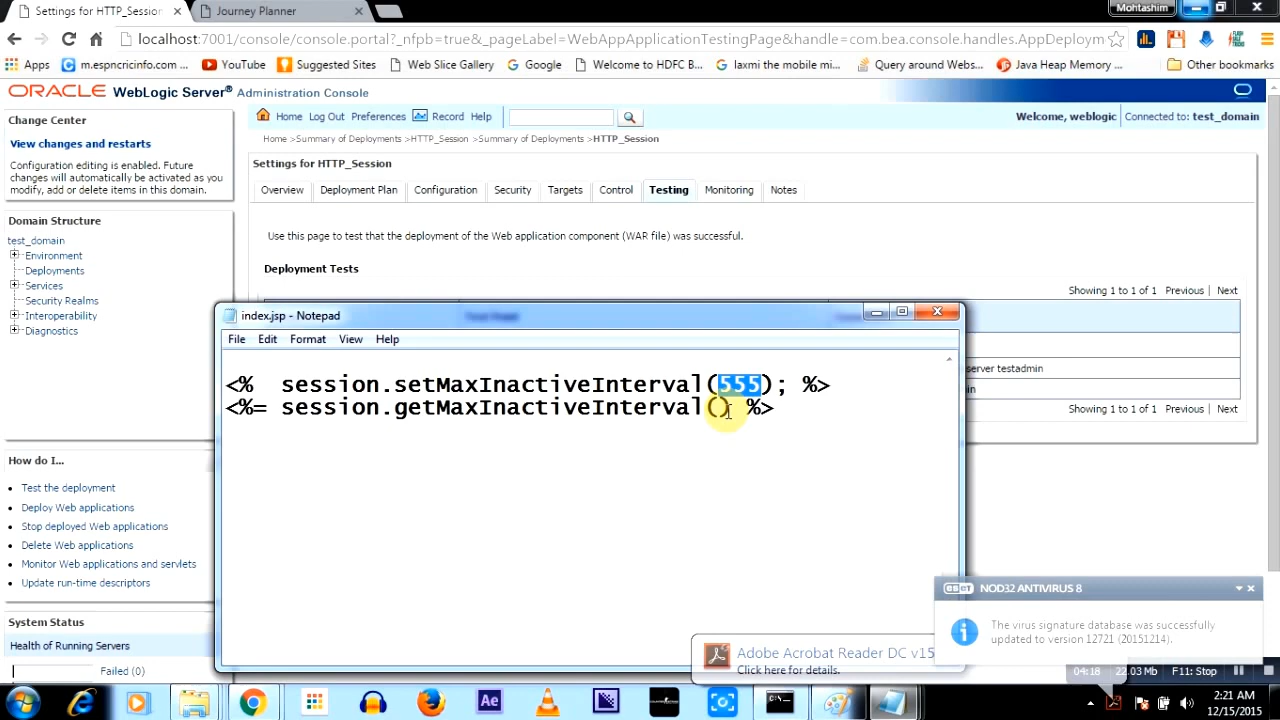 Settings for HTTP_Session
Journey Planner
Mohtashim
localhost:7001/console/console.portal?_nfpb=true&_pageLabel=WebAppApplicationTestingPage&handle=com.bea.console.handles.AppDeploym
Apps
m.espncricinfo.com...
YouTube
Suggested Sites
Web Slice Gallery
Google
Welcome to HDFC B...
laxmi the mobile mi...
Query around Webs...
Java Heap Memory ...
Other bookmarks
ORACLE WebLogic Server® Administration Console
Change Center
View changes and restarts
Configuration editing is enabled. Future
changes will automatically be activated as you
modify, add or delete items in this domain.
Domain Structure
test_domain
Environment
Deployments
Services
Security Realms
Interoperability
Diagnostics
How do I...
Test the deployment
Deploy Web applications
Stop deployed Web applications
Delete Web applications
Monitor Web applications and servlets
Update run-time descriptors
System Status
Health of Running Servers
Failed (0)
Home Log Out Preferences Record Help
Welcome, weblogic Connected to: test_domain
Home >Summary of Deployments >HTTP_Session >Summary of Deployments >HTTP_Session
Settings for HTTP_Session
Overview Deployment Plan Configuration Security Targets Control Testing Monitoring Notes
Use this page to test that the deployment of the Web application component (WAR file) was successful.
Deployment Tests
Showing 1 to 1 of 1 Previous Next
server testadmin
Showing 1 to 1 of 1 Previous Next
index.jsp - Notepad
File Edit Format View Help
<% session.setMaxInactiveInterval(555); %>
<%= session.getMaxInactiveInterval() %>
eset NOD32 ANTIVIRUS 8
The virus signature database was successfully
updated to version 12721 (20151214).
Adobe Acrobat Reader DC v15
Click here for details.
04:18 22.03 Mb F11: Stop
Ae
2:21 AM
12/15/2015